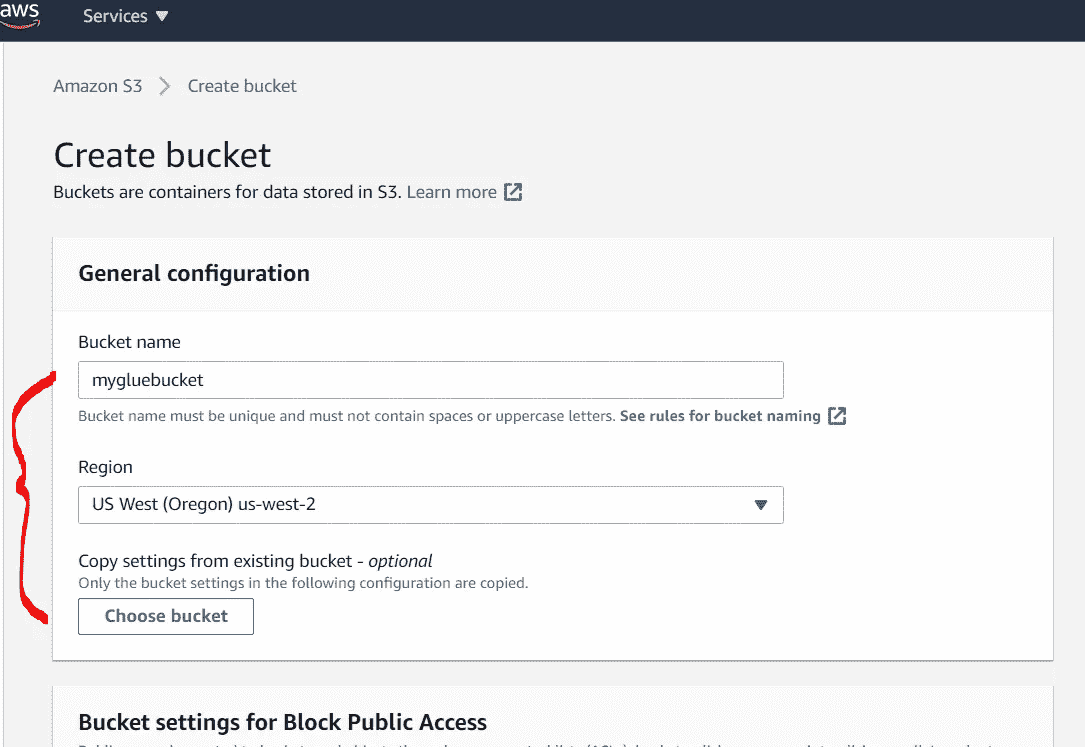 aws
Services ▼
Amazon S3 > Create bucket
Create bucket
Buckets are containers for data stored in S3. Learn more
General configuration
Bucket name
mygluebucket
Bucket name must be unique and must not contain spaces or uppercase letters. See rules for bucket naming
Region
US West (Oregon) us-west-2
Copy settings from existing bucket - optional
Only the bucket settings in the following configuration are copied.
Choose bucket
Bucket settings for Block Public Access